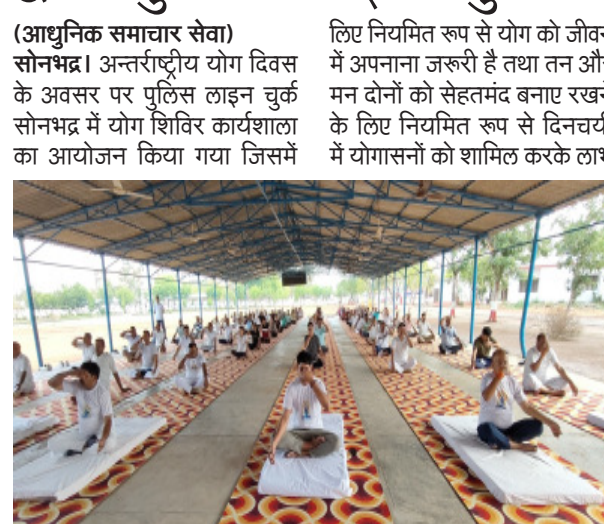 (आधुनिक समाचार सेवा)
सोनभद्र। अन्तर्राष्ट्रीय योग दिवस
के अवसर पर पुलिस लाइन चुर्क
सोनभद्र में योग शिविर कार्यशाला
का आयोजन किया गया जिसमें
लिए नियमित रूप से योग को जीवन
में अपनाना जरूरी है तथा तन और
मन दोनों को सेहतमंद बनाए रखने
के लिए नियमित रूप से दिनचर्या
में योगासनों को शामिल करके लाभ